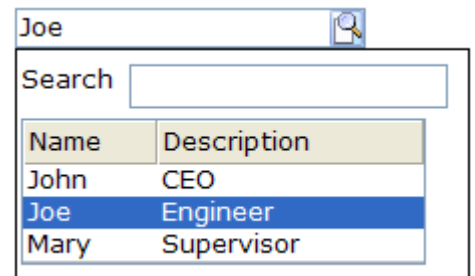 Joe
Search
Name Description
John CEO
Joe Engineer
Mary Supervisor